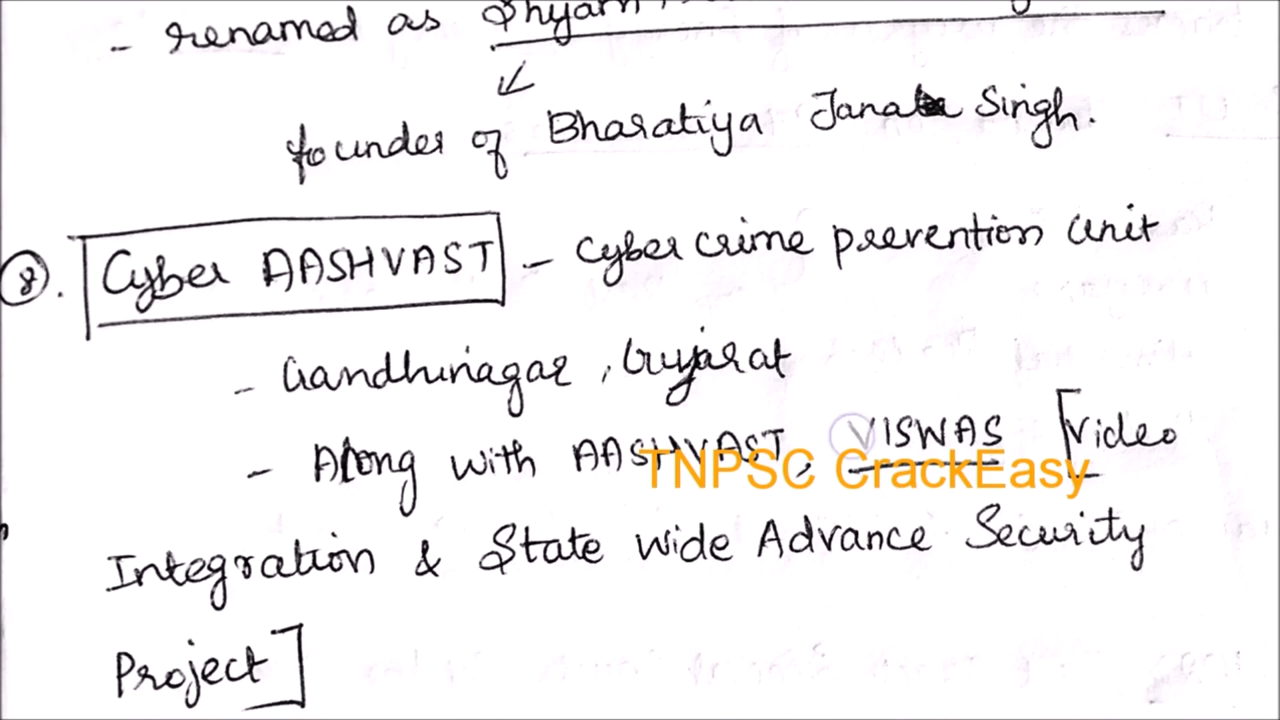 - renamed as Shyam
founder of Bharatiya Jana Singh.
8. Cyber AASHVAST - Cyber crime prevention unit
- Gandhinagar, Gujarat
- Along with AASHVAST, VISWAS [Video
TNPSC CrackEasy
Integration & State wide Advance Security
Project]